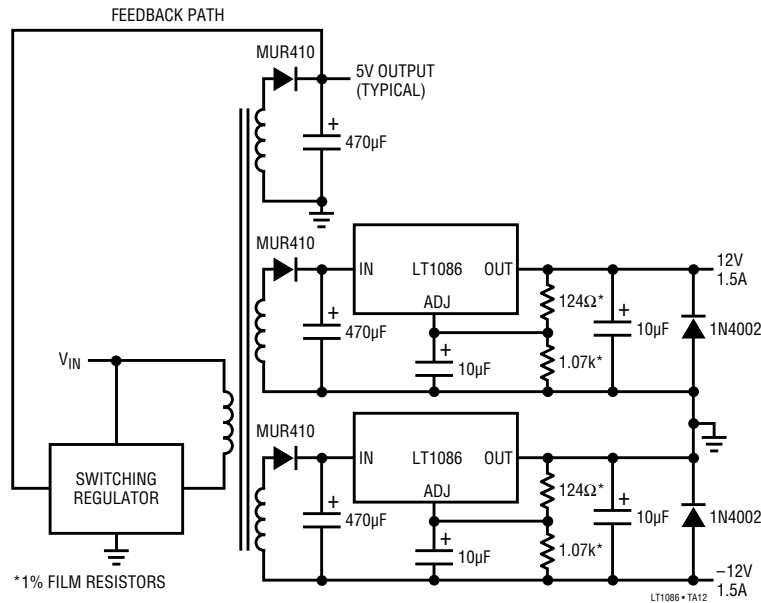 FEEDBACK PATH
MUR410
5V OUTPUT
(TYPICAL)
+
470µF
MUR410
IN
LT1086
OUT
ADJ
12V
1.5A
+
470µF
+
10µF
124Ω*
1.07k*
+
10µF
1N4002
VIN
SWITCHING
REGULATOR
MUR410
IN
LT1086
OUT
ADJ
+
470µF
+
10µF
124Ω*
1.07k*
+
10µF
1N4002
–12V
1.5A
*1% FILM RESISTORS
LT1086 • TA12